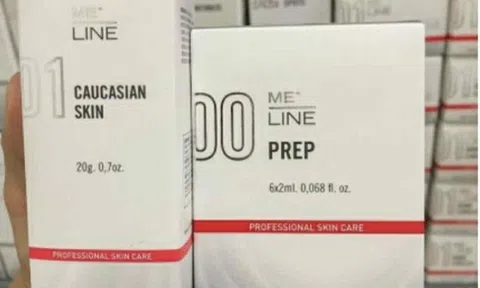 01
ME+
LINE
CAUCASIAN
SKIN
20g. 0,7oz.
PROFESSIONAL SKIN CARE
00
ME+
LINE
PREP
6x2ml. 0,068 fl. oz.
PROFESSIONAL SKIN CARE